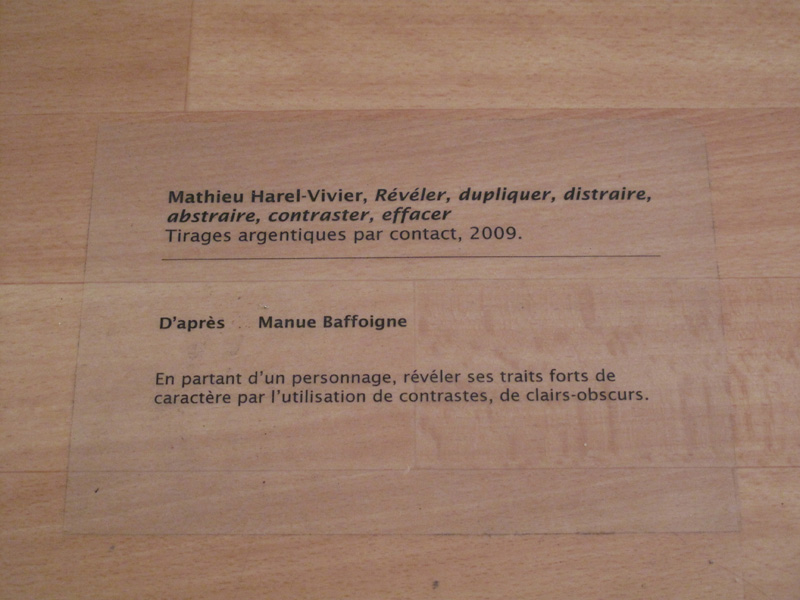 Mathieu Harel-Vivier, Révéler, dupliquer, distraire,
abstraire, contraster, effacer
Tirages argentiques par contact, 2009.
D'après Manue Baffoigne
En partant d'un personnage, révéler ses traits forts de
caractère par l'utilisation de contrastes, de clairs-obscurs.